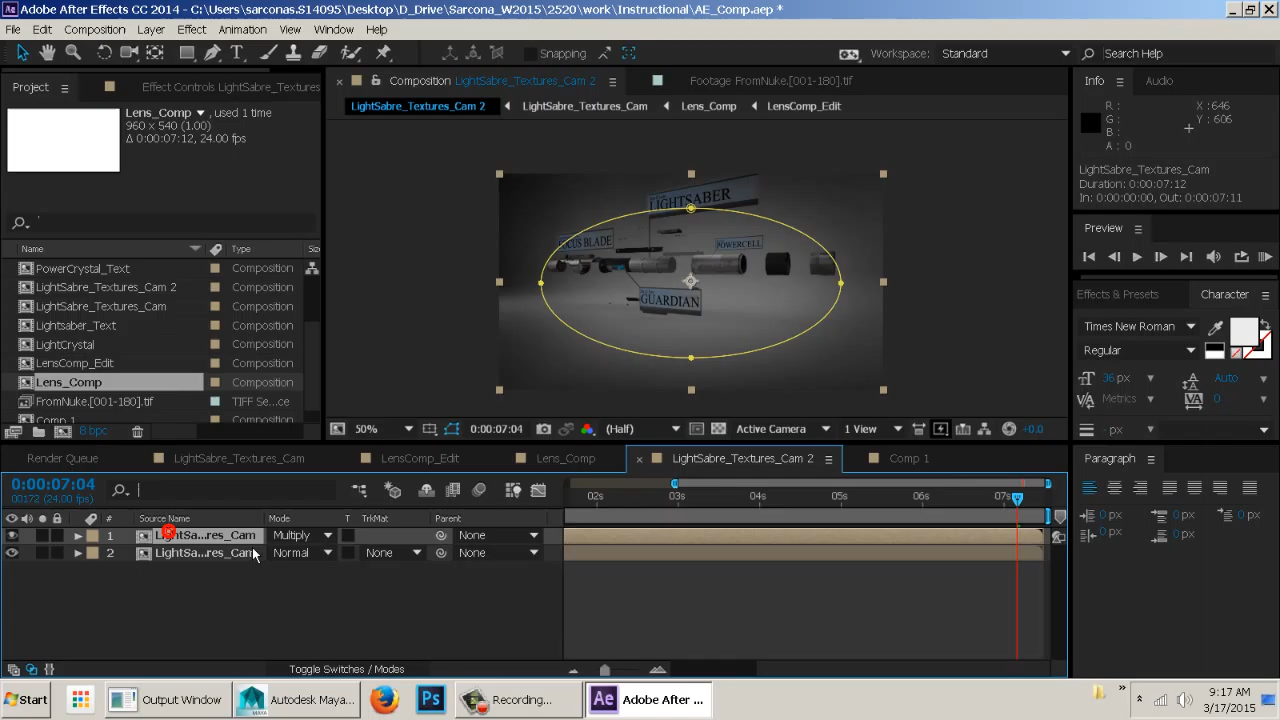 Adobe After Effects CC 2014 - C:\Users\sarconas.S14095\Desktop\D_Drive\Sarcona_W2015\2520\work\Instructional\AE_Comp.aep *
File Edit Composition Layer Effect Animation View Window Help
Snapping
Workspace: Standard
Search Help
Project
Effect Controls LightSabre_Textures
Composition LightSabre_Textures_Cam 2
Footage FromNuke.[001-180].tif
Info Audio
LightSabre_Textures_Cam 2 LightSabre_Textures_Cam Lens_Comp LensComp_Edit
Lens_Comp, used 1 time
960 x 540 (1.00)
Δ 0:00:07:12, 24.00 fps
R :
G :
B :
A : 0
X : 646
Y : 606
LightSabre_Textures_Cam
Duration: 0:00:07:12
In: 0:00:00:00, Out: 0:00:07:11
LIGHTSABER
FOCUS BLADE
POWERCELL
GUARDIAN
Preview
Name Type Siz
PowerCrystal_Text Composition
LightSabre_Textures_Cam 2 Composition
LightSabre_Textures_Cam Composition
Lightsaber_Text Composition
LightCrystal Composition
LensComp_Edit Composition
Lens_Comp Composition
FromNuke.[001-180].tif TIFF Se...ce
Comp 1 Composition
8 bpc
Effects & Presets Character
Times New Roman
Regular
36 px Auto
Metrics 0
- px
50% 0:00:07:04 (Half) Active Camera 1 View +0.0
Render Queue LightSabre_Textures_Cam LensComp_Edit Lens_Comp LightSabre_Textures_Cam 2 Comp 1
Paragraph
0 px 0 px 0 px
0 px 0 px
0:00:07:04
00172 (24.00 fps)
02s 03s 04s 05s 06s 07s
# Source Name Mode T TrkMat Parent
1 LightSa...res_Cam Multiply None
2 LightSa...res_Cam Normal None None
Toggle Switches / Modes
Start Output Window Autodesk Maya... Ps Recording... Ae Adobe After ...
9:17 AM
3/17/2015